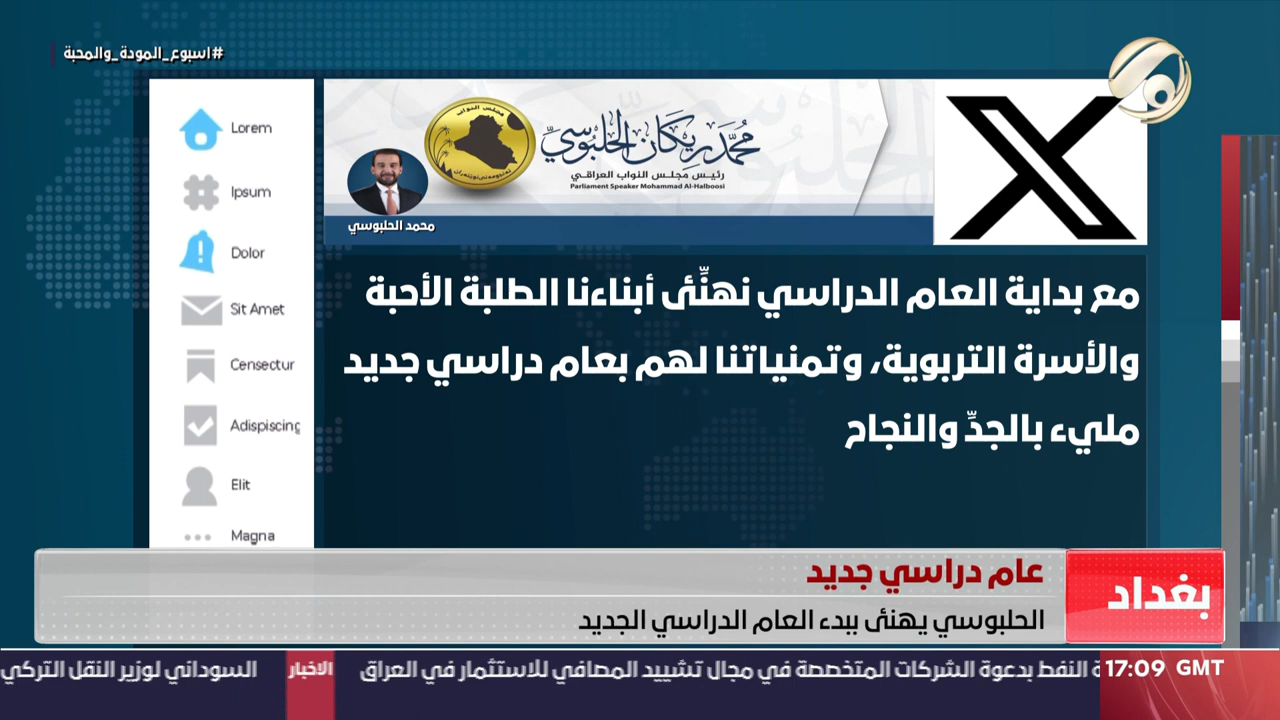 #اسبوع_المودة_والمحبة
Lorem
Ipsum
Dolor
Sit Amet
Censectur
Adipiscing
Elit
Magna
مجلس النواب
محمد ريكان الحلبوسي
رئيس مجلس النواب العراقي
Parliament Speaker Mohammad Al-Halboosi
محمد الحلبوسي
مع بداية العام الدراسي نهنِّئ أبناءنا الطلبة الأحبة
والأسرة التربوية، وتمنياتنا لهم بعام دراسي جديد
مليء بالجدِّ والنجاح
بغداد
عام دراسي جديد
الحلبوسي يهنئ ببدء العام الدراسي الجديد
17:09 GMT
ة النفط بدعوة الشركات المتخصصة في مجال تشييد المصافي للاستثمار في العراق
الاخبار
السوداني لوزير النقل التركي